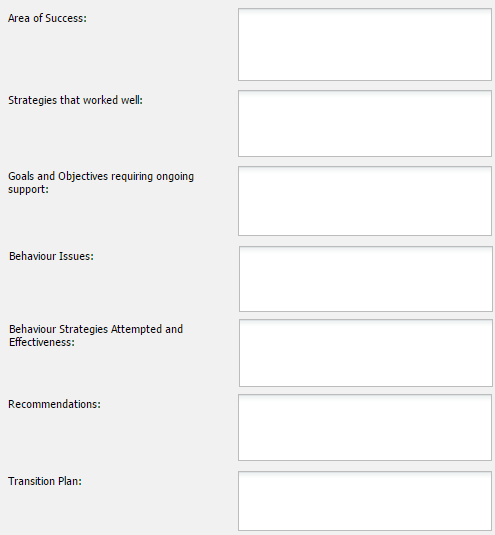 Area of Success:
Strategies that worked well:
Goals and Objectives requiring ongoing
support:
Behaviour Issues:
Behaviour Strategies Attempted and
Effectiveness:
Recommendations:
Transition Plan: